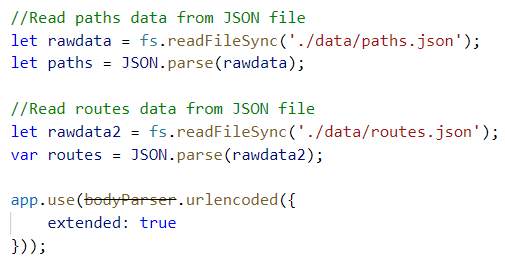 //Read paths data from JSON file
let rawdata = fs.readFileSync('./data/paths.json');
let paths = JSON.parse(rawdata);

//Read routes data from JSON file
let rawdata2 = fs.readFileSync('./data/routes.json');
var routes = JSON.parse(rawdata2);

app.use(bodyParser.urlencoded({
    extended: true
}));